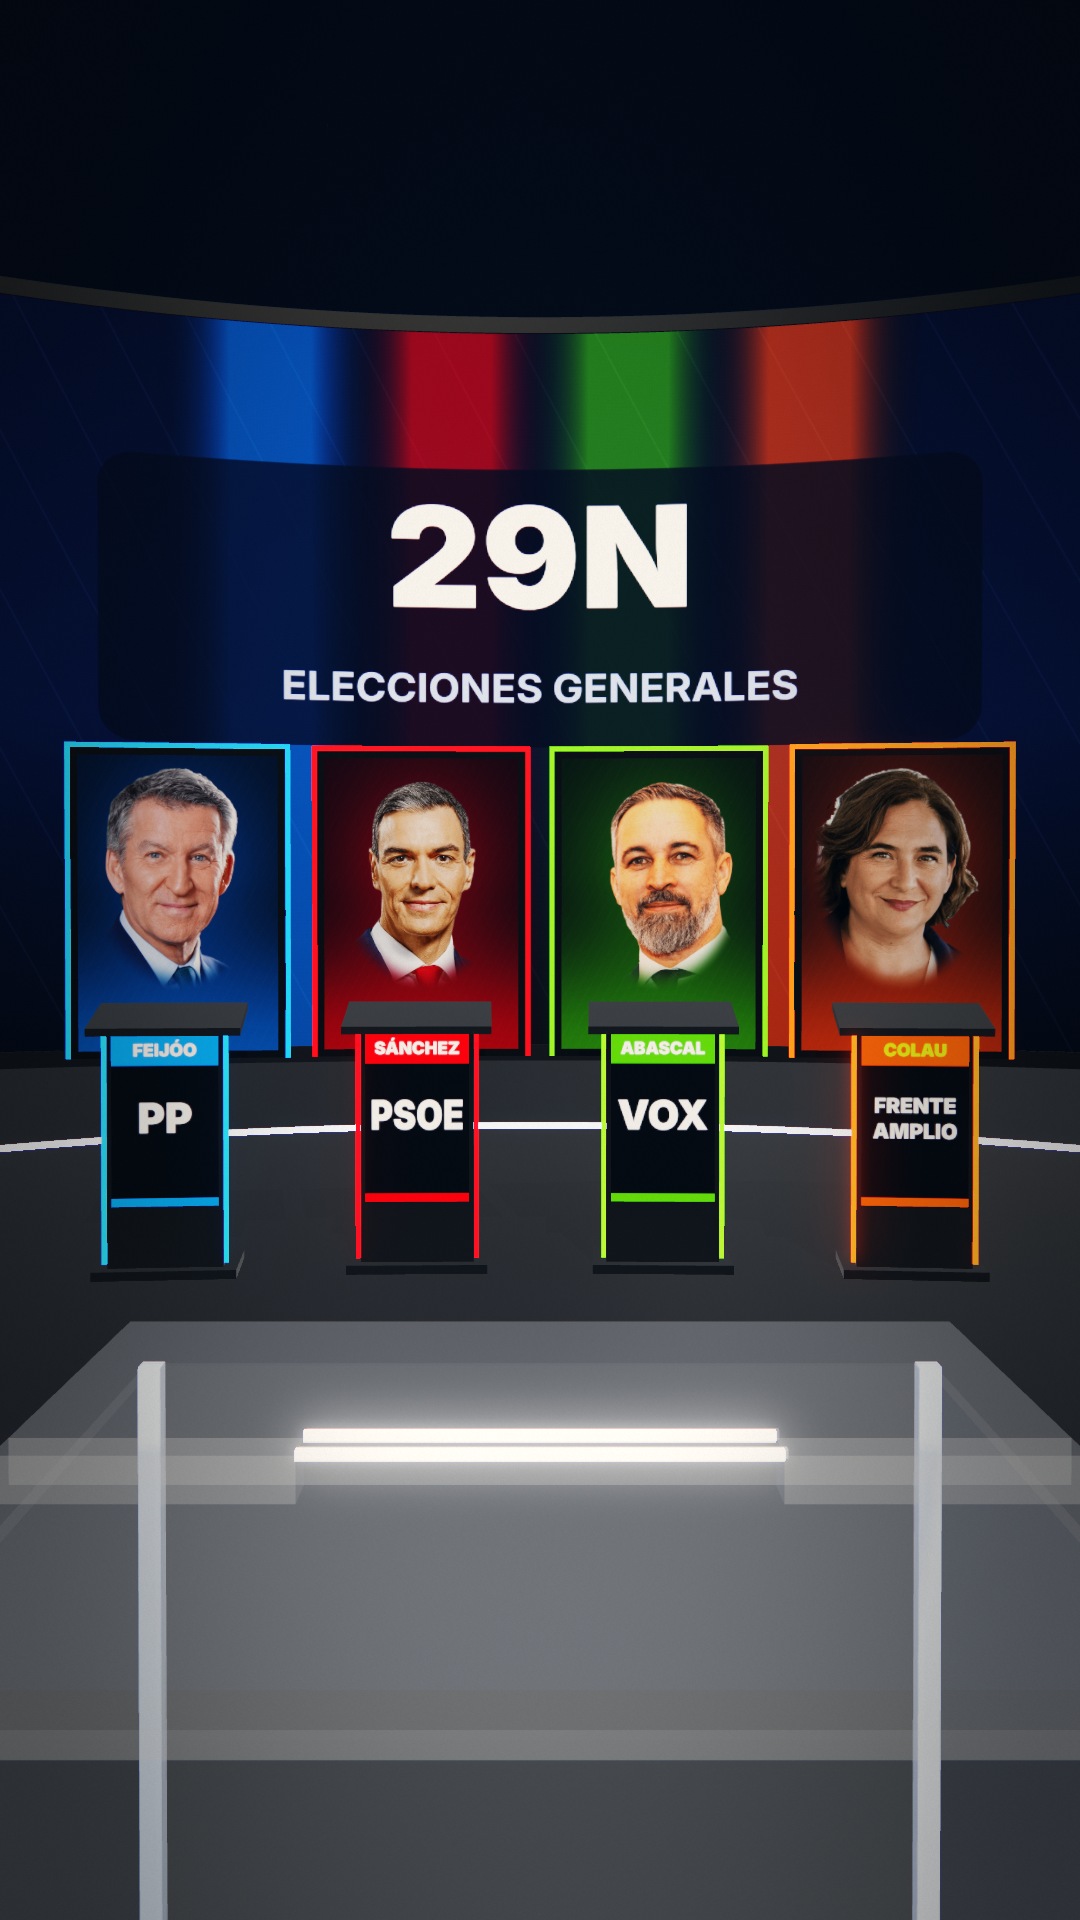 29N
ELECCIONES GENERALES
FEIJÓO
SÁNCHEZ
ABASCAL
COLAU
PP
PSOE
VOX
FRENTE
AMPLIO